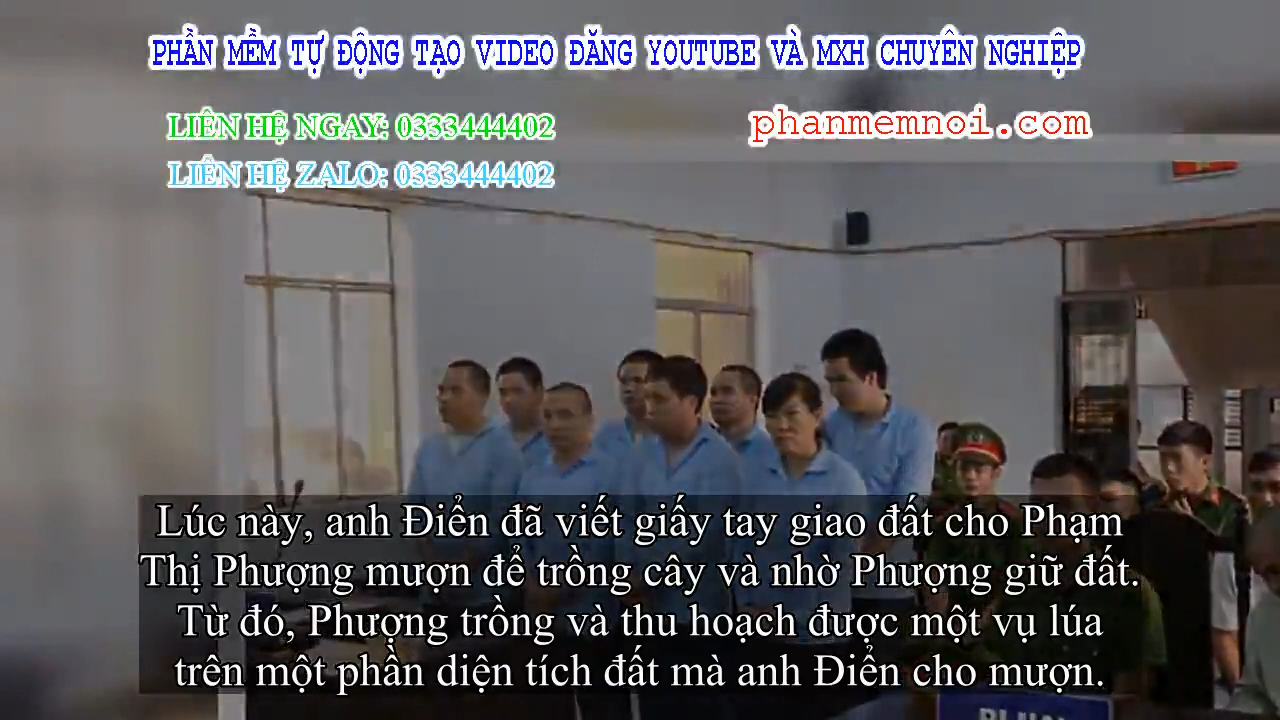 PHẦN MỀM TỰ ĐỘNG TẠO VIDEO ĐĂNG YOUTUBE VÀ MXH CHUYÊN NGHIỆP
LIÊN HỆ NGAY: 0333444402
phanmemnoi.com
LIÊN HỆ ZALO: 0333444402
Lúc này, anh Điển đã viết giấy tay giao đất cho Phạm
Thị Phượng mượn để trồng cây và nhờ Phượng giữ đất.
Từ đó, Phượng trồng và thu hoạch được một vụ lúa
trên một phần diện tích đất mà anh Điển cho mượn.